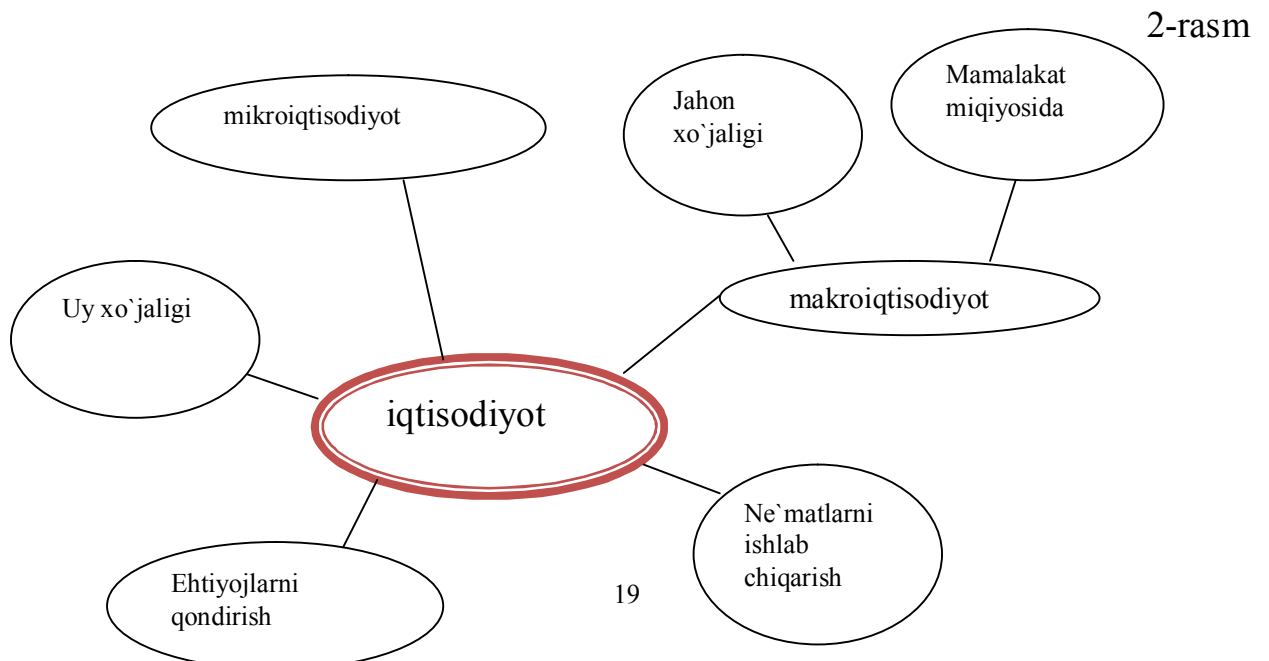 2-rasm
mikroiqtisodiyot
Jahon
xo`jaligi
Mamalakat
miqiyosida
Uy xo`jaligi
makroiqtisodiyot
iqtisodiyot
Ne`matlarni
ishlab
chiqarish
Ehtiyojlarni
qondirish
19